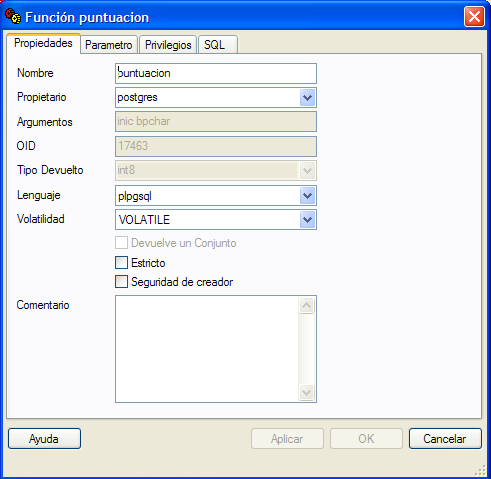 Función puntuacion
Propiedades Parametro Privilegios SQL
Nombre puntuacion
Propietario postgres
Argumentos inic bpchar
OID 17463
Tipo Devuelto int8
Lenguaje plpgsql
Volatilidad VOLATILE
Devuelve un Conjunto
Estricto
Seguridad de creador
Comentario
Ayuda Aplicar OK Cancelar